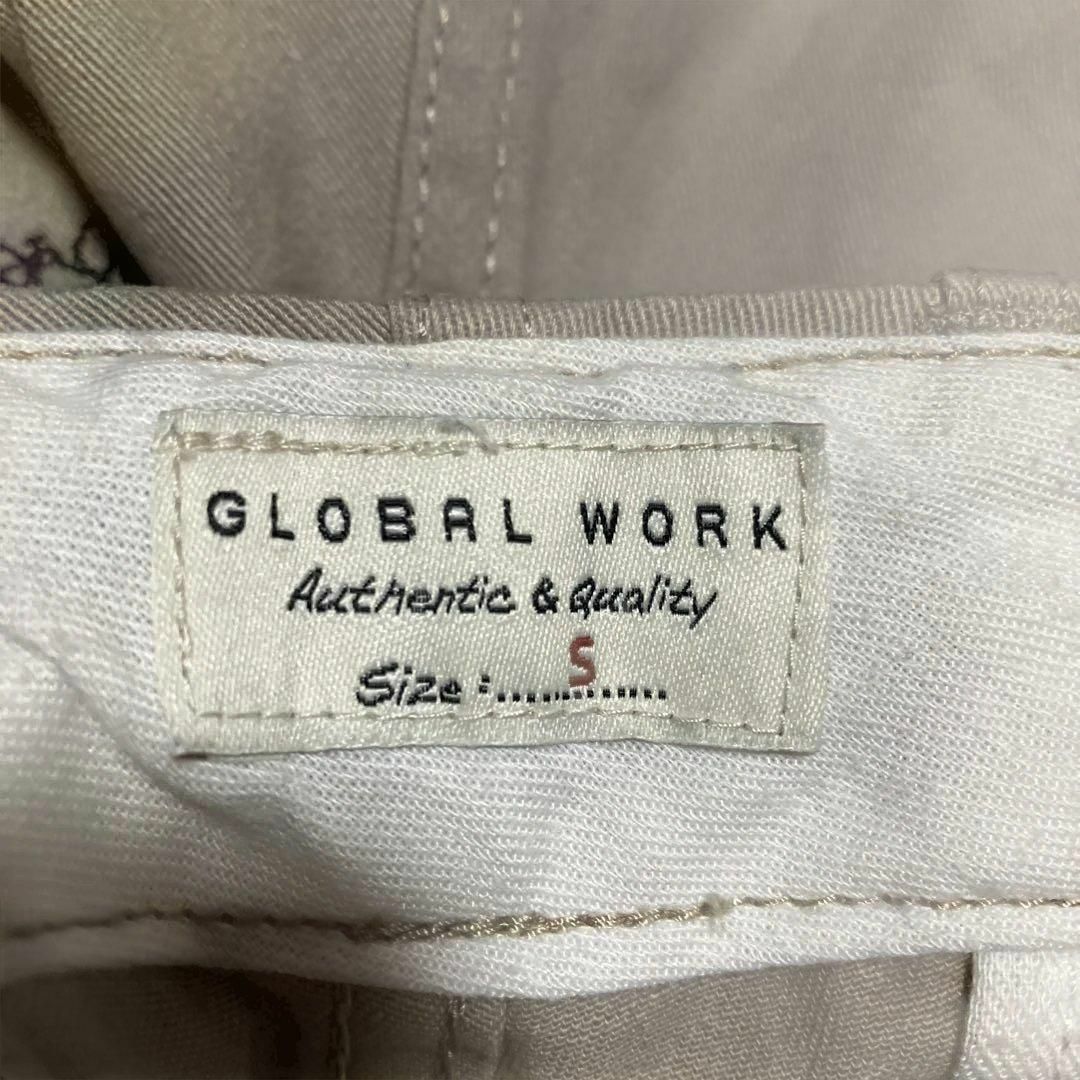 GLOBAL WORK
Authentic & Quality
Size:......S......